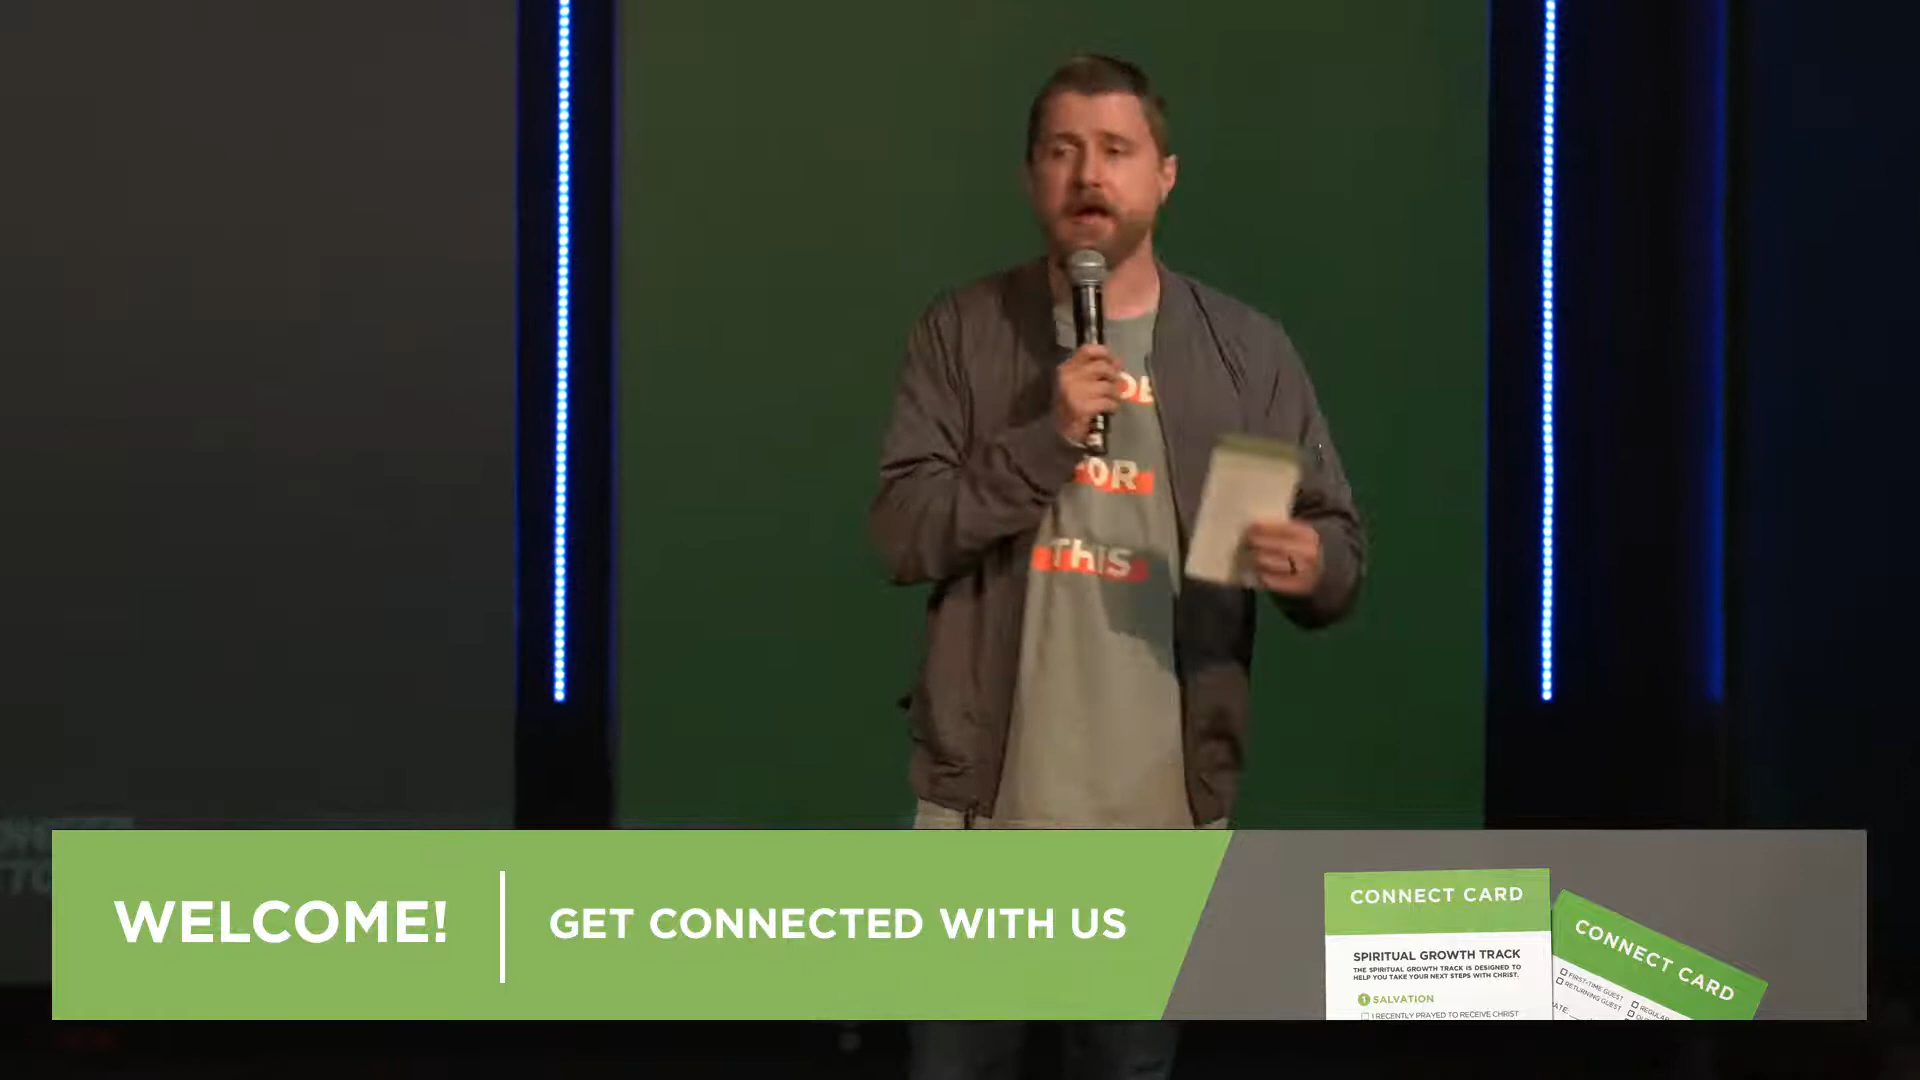 FOR
THIS
WELCOME!
GET CONNECTED WITH US
CONNECT CARD
SPIRITUAL GROWTH TRACK
THE SPIRITUAL GROWTH TRACK IS DESIGNED TO
HELP YOU TAKE YOUR NEXT STEPS WITH CHRIST.
1 SALVATION
I RECENTLY PRAYED TO RECEIVE CHRIST
CONNECT CARD
FIRST-TIME GUEST
RETURNING GUEST